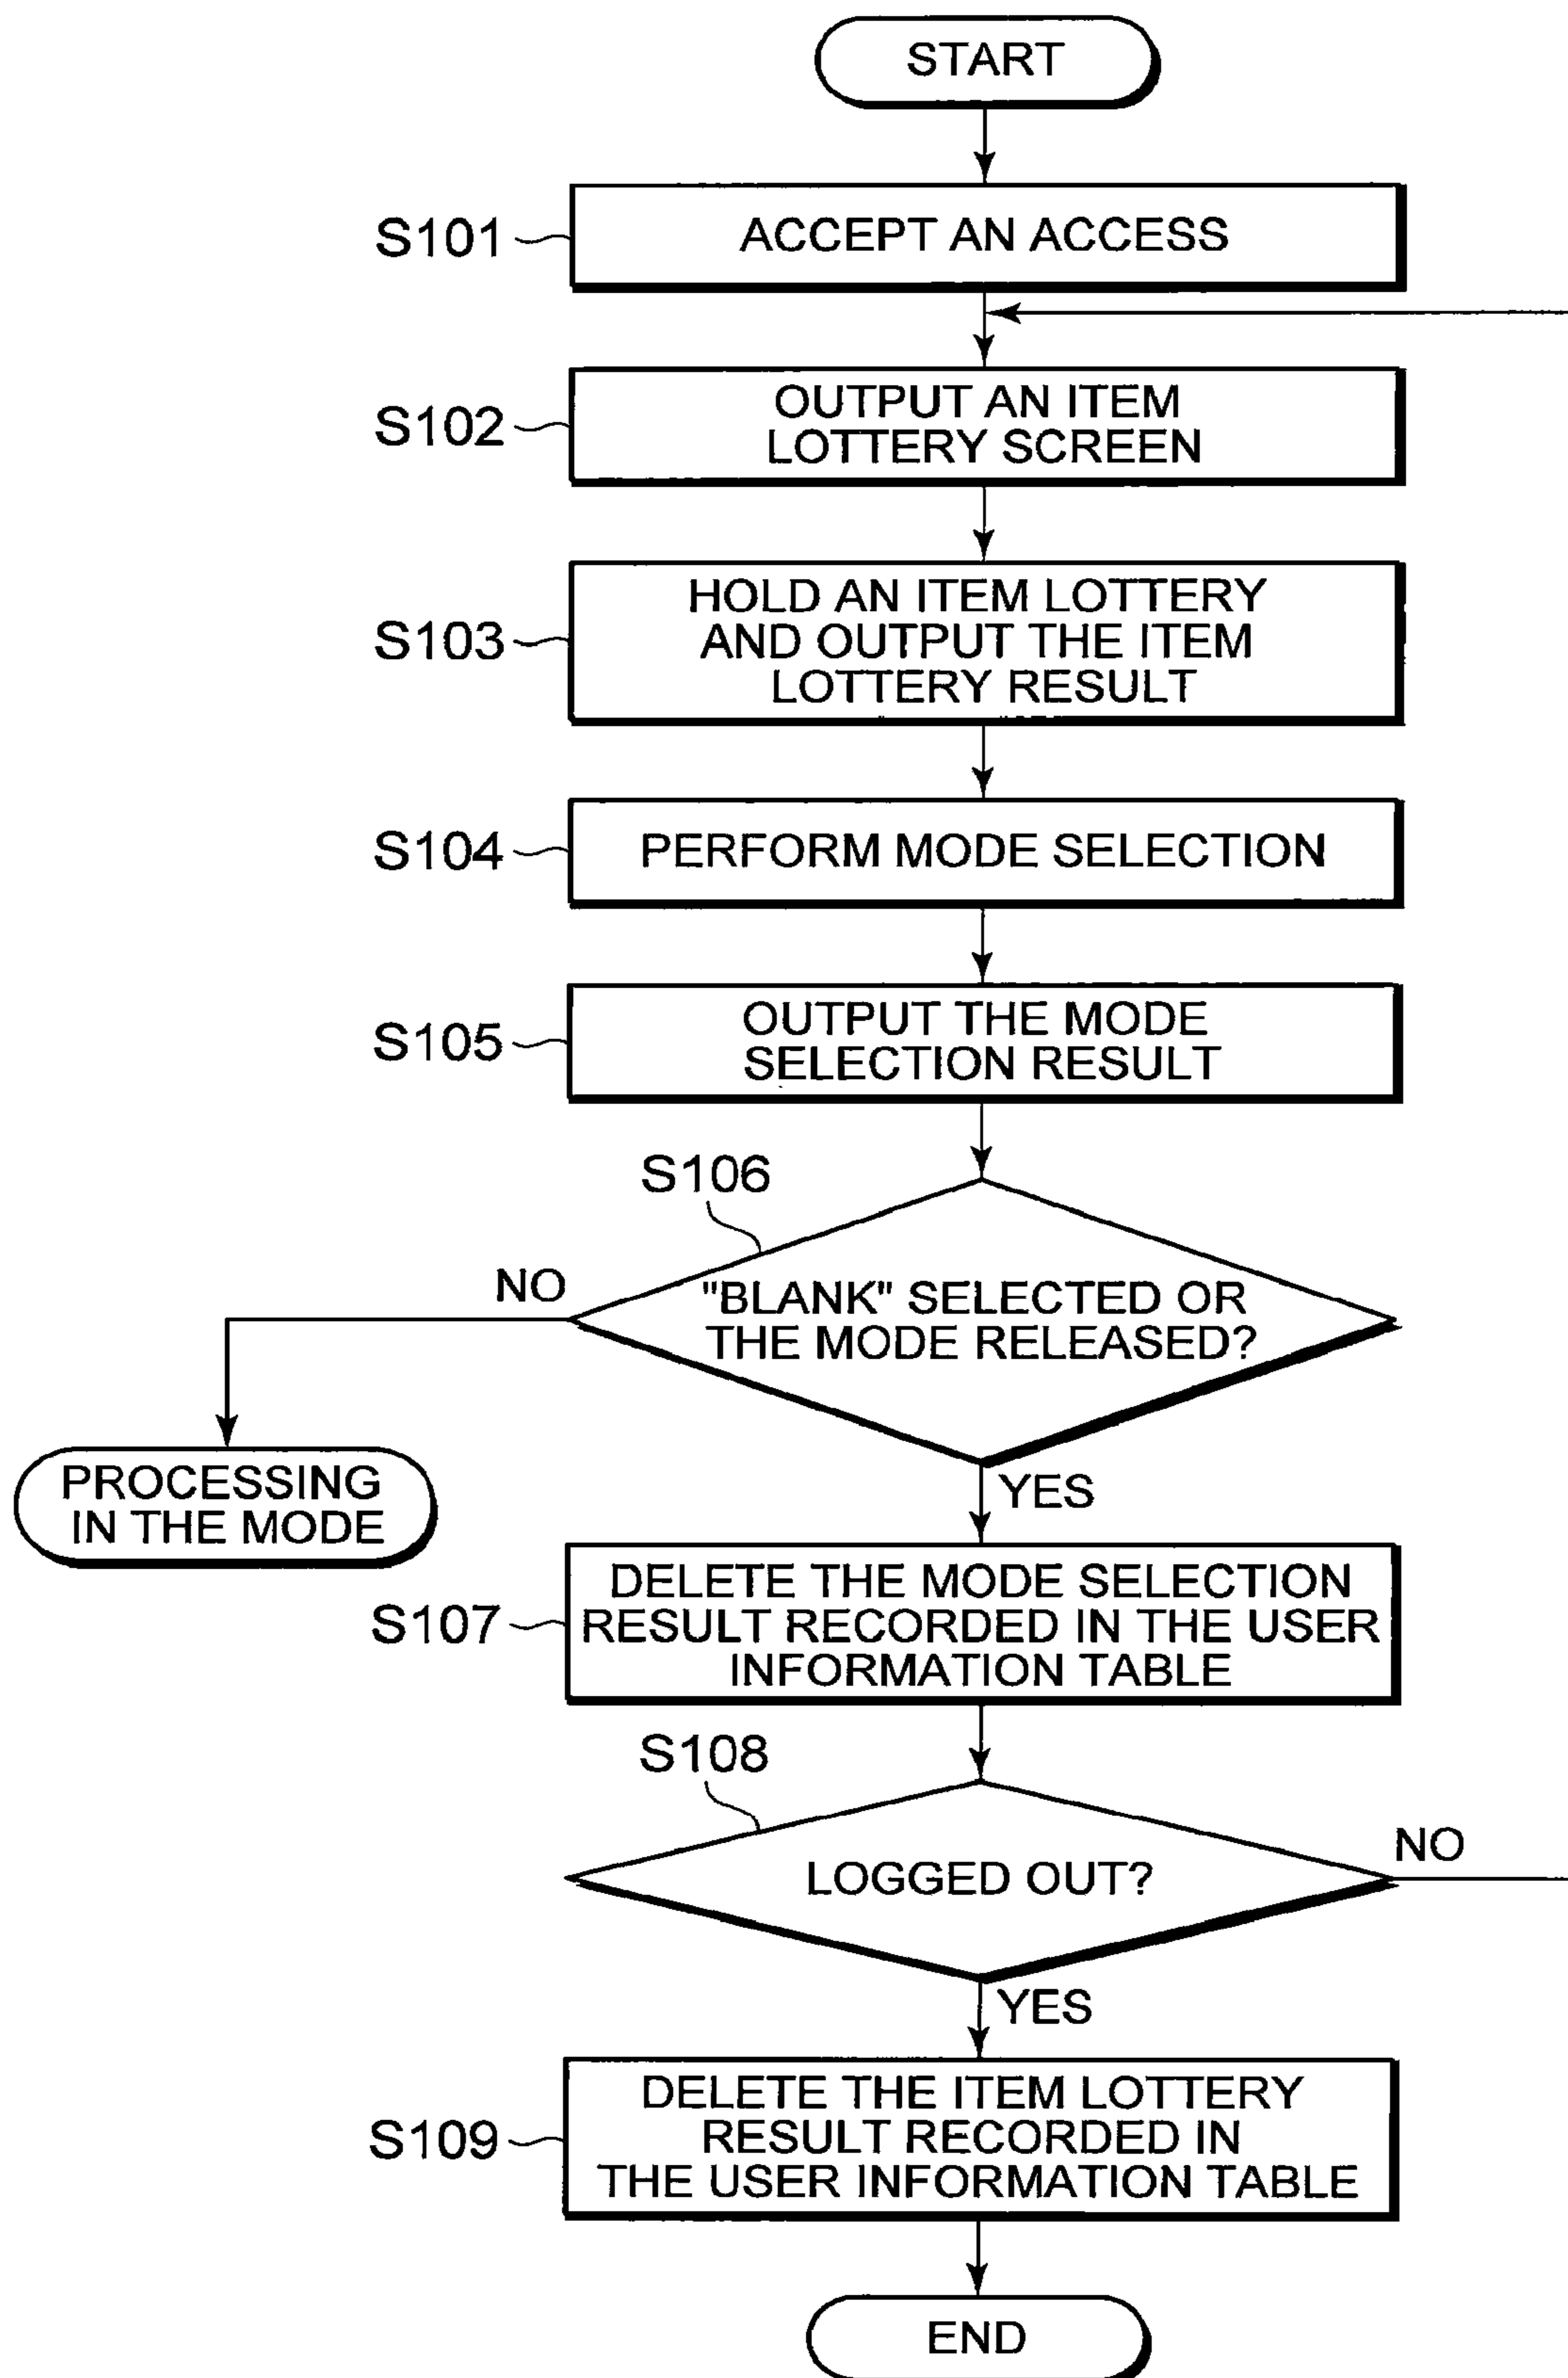 START
S101
ACCEPT AN ACCESS
S102
OUTPUT AN ITEM
LOTTERY SCREEN
S103
HOLD AN ITEM LOTTERY
AND OUTPUT THE ITEM
LOTTERY RESULT
S104
PERFORM MODE SELECTION
S105
OUTPUT THE MODE
SELECTION RESULT
S106
"BLANK" SELECTED OR
THE MODE RELEASED?
NO
PROCESSING
IN THE MODE
YES
S107
DELETE THE MODE SELECTION
RESULT RECORDED IN THE USER
INFORMATION TABLE
S108
LOGGED OUT?
NO
YES
S109
DELETE THE ITEM LOTTERY
RESULT RECORDED IN
THE USER INFORMATION TABLE
END